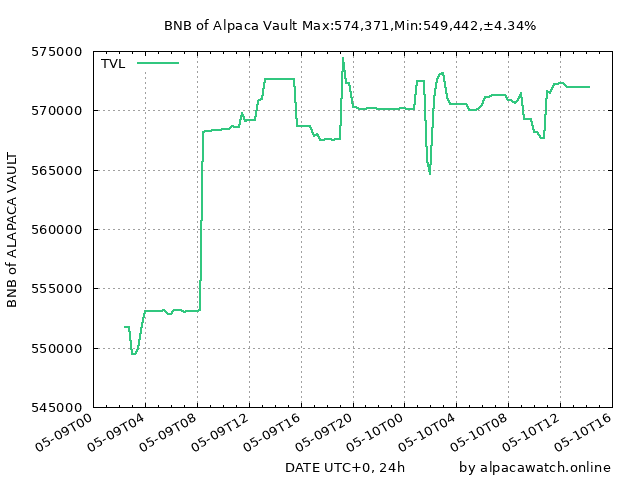 BNB of Alpaca Vault Max:574,371,Min:549,442,±4.34%
TVL
575000
570000
565000
560000
555000
550000
545000
BNB of ALAPACA VAULT
05-09T00
05-09T04
05-09T08
05-09T12
05-09T16
05-09T20
05-10T00
05-10T04
05-10T08
05-10T12
05-10T16
DATE UTC+0, 24h
by alpacawatch.online